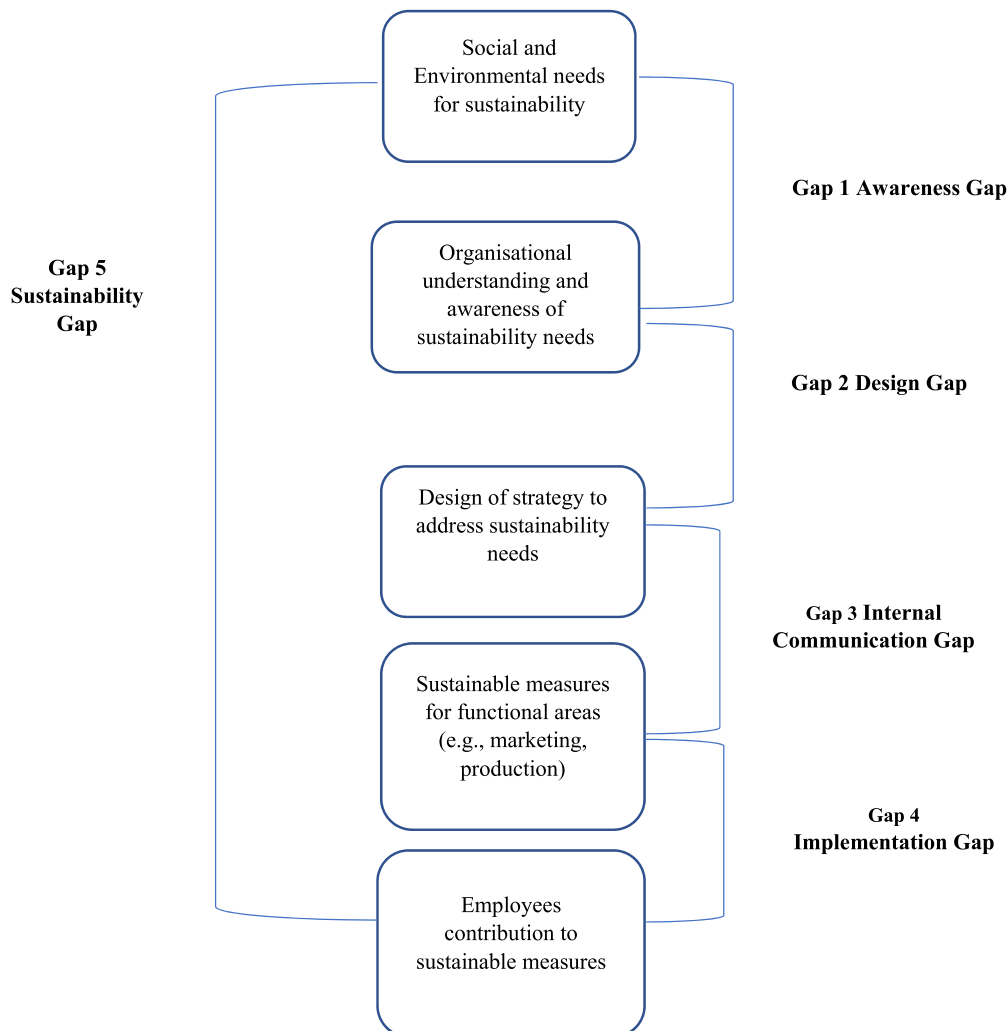 Social and
Environmental needs
for sustainability
Gap 1 Awareness Gap
Organisational
understanding and
awareness of
sustainability needs
Gap 5
Sustainability
Gap
Gap 2 Design Gap
Design of strategy to
address sustainability
needs
Gap 3 Internal
Communication Gap
Sustainable measures
for functional areas
(e.g., marketing,
production)
Gap 4
Implementation Gap
Employees
contribution to
sustainable measures